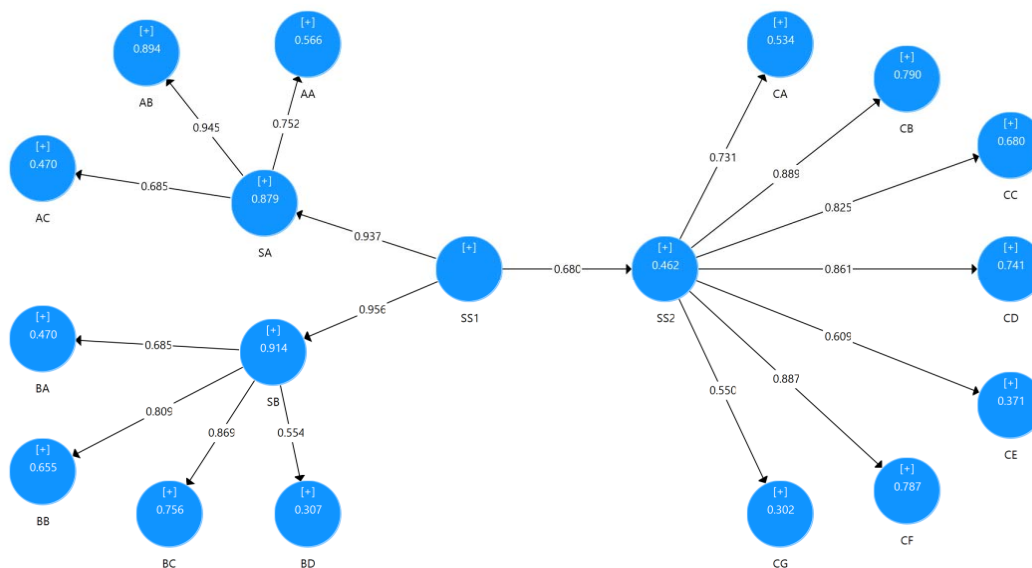 [+]
0.894
AB
[+]
0.566
AA
[+]
0.534
CA
[+]
0.790
CB
[+]
0.680
CC
0.945
0.752
0.731
0.889
[+]
0.470
AC
0.685
[+]
0.879
SA
0.825
0.937
[+]
SS1
0.680
[+]
0.462
SS2
0.861
[+]
0.741
CD
0.956
[+]
0.470
BA
0.685
[+]
0.914
SB
0.609
0.809
0.869
0.554
0.550
0.887
[+]
0.371
CE
[+]
0.655
BB
[+]
0.756
BC
[+]
0.307
BD
[+]
0.302
CG
[+]
0.787
CF